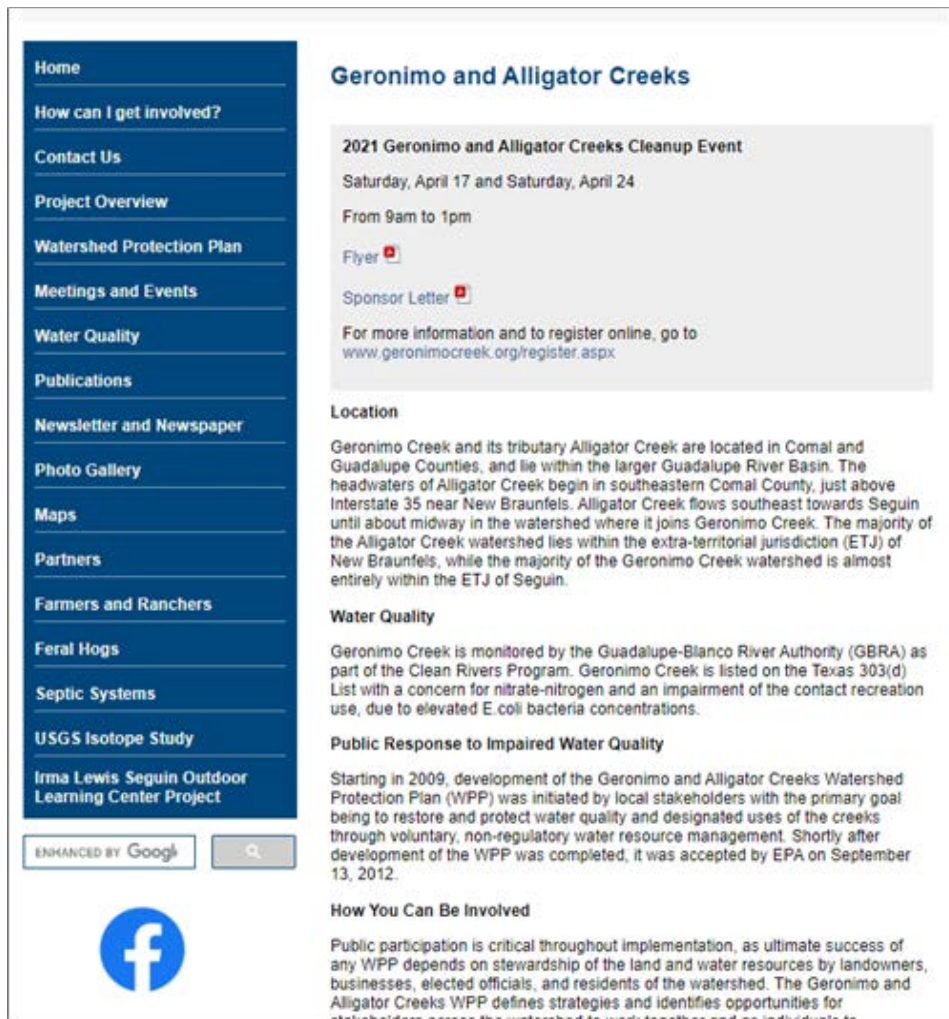 Home
How can I get involved?
Contact Us
Project Overview
Watershed Protection Plan
Meetings and Events
Water Quality
Publications
Newsletter and Newspaper
Photo Gallery
Maps
Partners
Farmers and Ranchers
Feral Hogs
Septic Systems
USGS Isotope Study
Irma Lewis Seguin Outdoor
Learning Center Project
ENHANCED BY Google
Geronimo and Alligator Creeks
2021 Geronimo and Alligator Creeks Cleanup Event
Saturday, April 17 and Saturday, April 24
From 9am to 1pm
Flyer
Sponsor Letter
For more information and to register online, go to
www.geronimocreek.org/register.aspx
Location
Geronimo Creek and its tributary Alligator Creek are located in Comal and
Guadalupe Counties, and lie within the larger Guadalupe River Basin. The
headwaters of Alligator Creek begin in southeastern Comal County, just above
Interstate 35 near New Braunfels. Alligator Creek flows southeast towards Seguin
until about midway in the watershed where it joins Geronimo Creek. The majority of
the Alligator Creek watershed lies within the extra-territorial jurisdiction (ETJ) of
New Braunfels, while the majority of the Geronimo Creek watershed is almost
entirely within the ETJ of Seguin.
Water Quality
Geronimo Creek is monitored by the Guadalupe-Blanco River Authority (GBRA) as
part of the Clean Rivers Program. Geronimo Creek is listed on the Texas 303(d)
List with a concern for nitrate-nitrogen and an impairment of the contact recreation
use, due to elevated E.coli bacteria concentrations.
Public Response to Impaired Water Quality
Starting in 2009, development of the Geronimo and Alligator Creeks Watershed
Protection Plan (WPP) was initiated by local stakeholders with the primary goal
being to restore and protect water quality and designated uses of the creeks
through voluntary, non-regulatory water resource management. Shortly after
development of the WPP was completed, it was accepted by EPA on September
13, 2012.
How You Can Be Involved
Public participation is critical throughout implementation, as ultimate success of
any WPP depends on stewardship of the land and water resources by landowners,
businesses, elected officials, and residents of the watershed. The Geronimo and
Alligator Creeks WPP defines strategies and identifies opportunities for
stakeholders across the watershed to work together and as individuals to